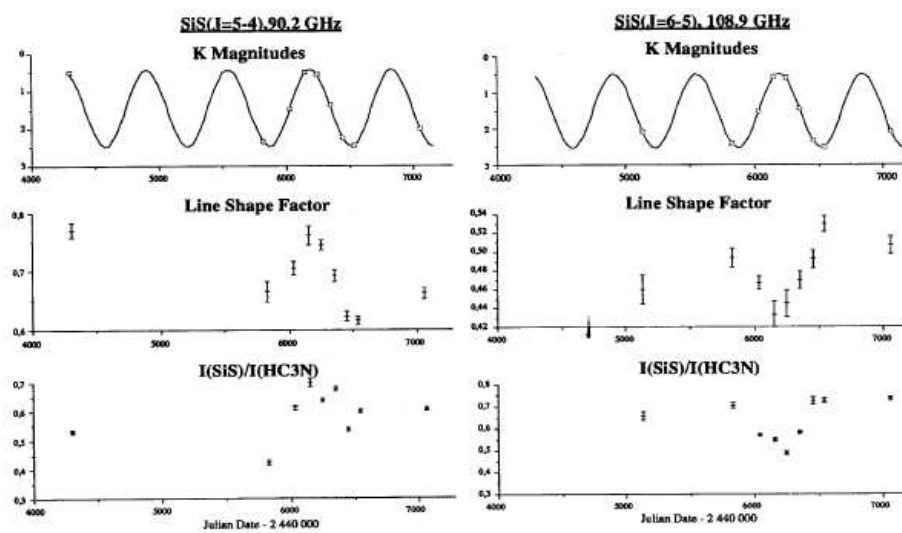 SiS(J=5-4),90.2 GHz
K Magnitudes
0
1
2
3
4000 5000 6000 7000
Line Shape Factor
0,8
0,7
0,6
4000 5000 6000 7000
I(SiS)/I(HC3N)
0,7
0,6
0,5
0,4
0,3
4000 5000 6000 7000
Julian Date - 2 440 000
SiS(J=6-5), 108.9 GHz
K Magnitudes
0
1
2
3
4000 5000 6000 7000
Line Shape Factor
0,54
0,52
0,50
0,48
0,46
0,44
0,42
4000 5000 6000 7000
I(SiS)/I(HC3N)
0,8
0,7
0,6
0,5
0,4
0,3
4000 5000 6000 7000
Julian Date - 2 440 000